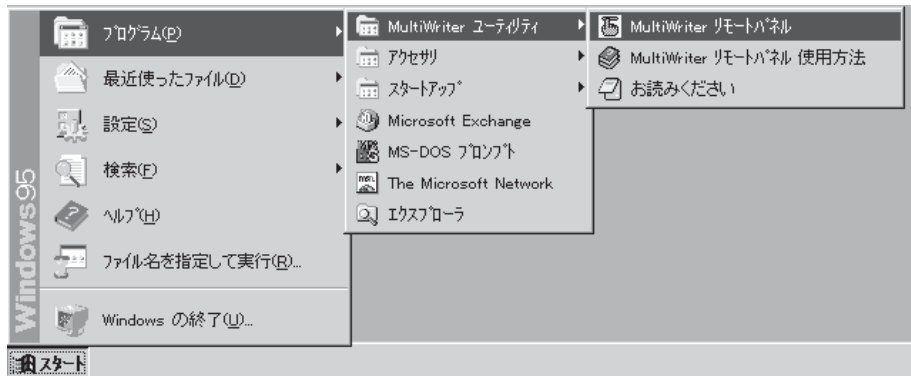 Windows95
プログラム(P)
最近使ったファイル(D)
設定(S)
検索(F)
ヘルプ(H)
ファイル名を指定して実行(R)...
Windows の終了(U)...
スタート
MultiWriter ユーティリティ
アクセサリ
スタートアップ
Microsoft Exchange
MS-DOS プロンプト
The Microsoft Network
エクスプローラ
MultiWriter リモートパネル
MultiWriter リモートパネル 使用方法
お読みください